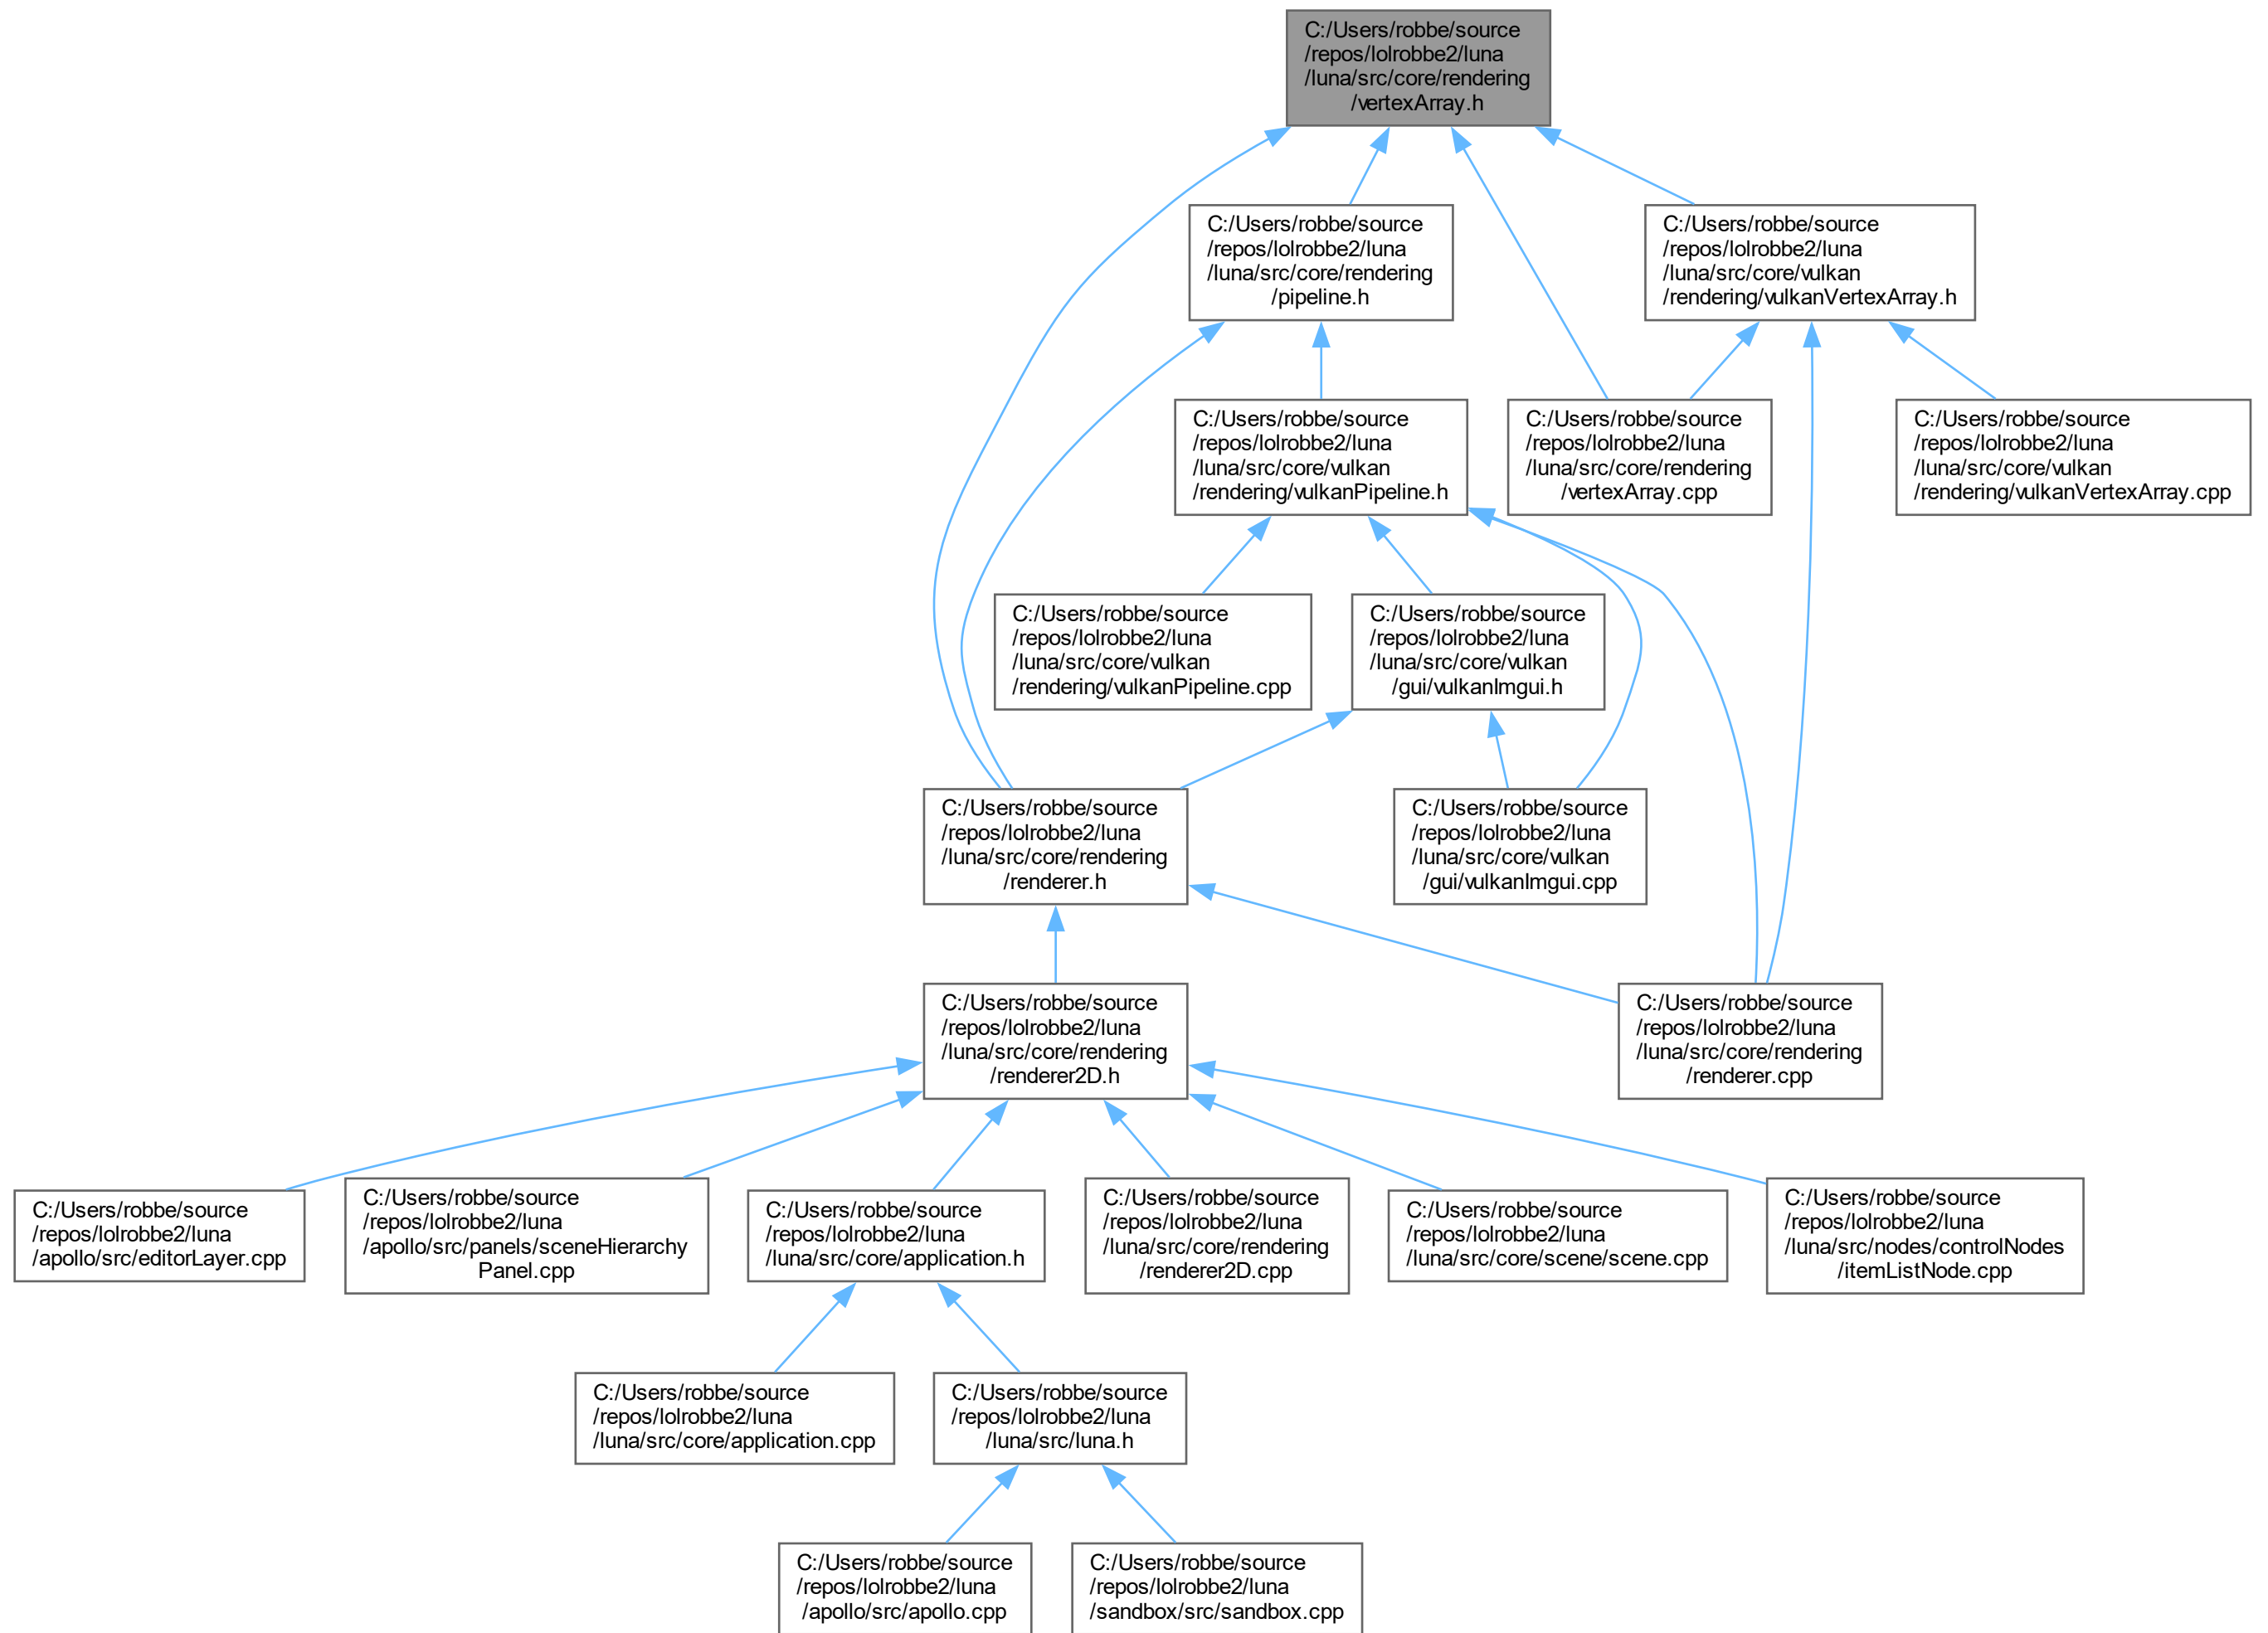 C:/Users/robbe/source
/repos/lolrobbe2/luna
/luna/src/core/rendering
/vertexArray.h
C:/Users/robbe/source
/repos/lolrobbe2/luna
/luna/src/core/rendering
/pipeline.h
C:/Users/robbe/source
/repos/lolrobbe2/luna
/luna/src/core/vulkan
/rendering/vulkanVertexArray.h
C:/Users/robbe/source
/repos/lolrobbe2/luna
/luna/src/core/vulkan
/rendering/vulkanPipeline.h
C:/Users/robbe/source
/repos/lolrobbe2/luna
/luna/src/core/rendering
/vertexArray.cpp
C:/Users/robbe/source
/repos/lolrobbe2/luna
/luna/src/core/vulkan
/rendering/vulkanVertexArray.cpp
C:/Users/robbe/source
/repos/lolrobbe2/luna
/luna/src/core/vulkan
/rendering/vulkanPipeline.cpp
C:/Users/robbe/source
/repos/lolrobbe2/luna
/luna/src/core/vulkan
/gui/vulkanImgui.h
C:/Users/robbe/source
/repos/lolrobbe2/luna
/luna/src/core/rendering
/renderer.h
C:/Users/robbe/source
/repos/lolrobbe2/luna
/luna/src/core/vulkan
/gui/vulkanImgui.cpp
C:/Users/robbe/source
/repos/lolrobbe2/luna
/luna/src/core/rendering
/renderer2D.h
C:/Users/robbe/source
/repos/lolrobbe2/luna
/luna/src/core/rendering
/renderer.cpp
C:/Users/robbe/source
/repos/lolrobbe2/luna
/apollo/src/editorLayer.cpp
C:/Users/robbe/source
/repos/lolrobbe2/luna
/apollo/src/panels/sceneHierarchy
Panel.cpp
C:/Users/robbe/source
/repos/lolrobbe2/luna
/luna/src/core/application.h
C:/Users/robbe/source
/repos/lolrobbe2/luna
/luna/src/core/rendering
/renderer2D.cpp
C:/Users/robbe/source
/repos/lolrobbe2/luna
/luna/src/core/scene/scene.cpp
C:/Users/robbe/source
/repos/lolrobbe2/luna
/luna/src/nodes/controlNodes
/itemListNode.cpp
C:/Users/robbe/source
/repos/lolrobbe2/luna
/luna/src/core/application.cpp
C:/Users/robbe/source
/repos/lolrobbe2/luna
/luna/src/luna.h
C:/Users/robbe/source
/repos/lolrobbe2/luna
/apollo/src/apollo.cpp
C:/Users/robbe/source
/repos/lolrobbe2/luna
/sandbox/src/sandbox.cpp